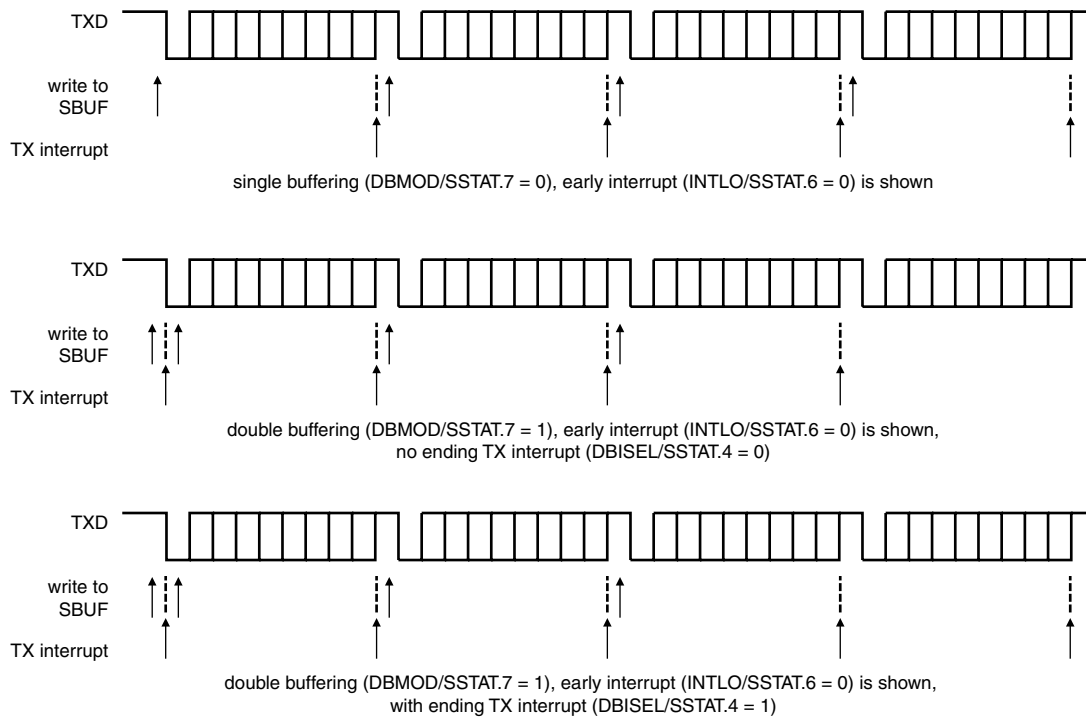 TXD
write to
SBUF
TX interrupt
single buffering (DBMOD/SSTAT.7 = 0), early interrupt (INTLO/SSTAT.6 = 0) is shown
TXD
write to
SBUF
TX interrupt
double buffering (DBMOD/SSTAT.7 = 1), early interrupt (INTLO/SSTAT.6 = 0) is shown,
no ending TX interrupt (DBISEL/SSTAT.4 = 0)
TXD
write to
SBUF
TX interrupt
double buffering (DBMOD/SSTAT.7 = 1), early interrupt (INTLO/SSTAT.6 = 0) is shown,
with ending TX interrupt (DBISEL/SSTAT.4 = 1)